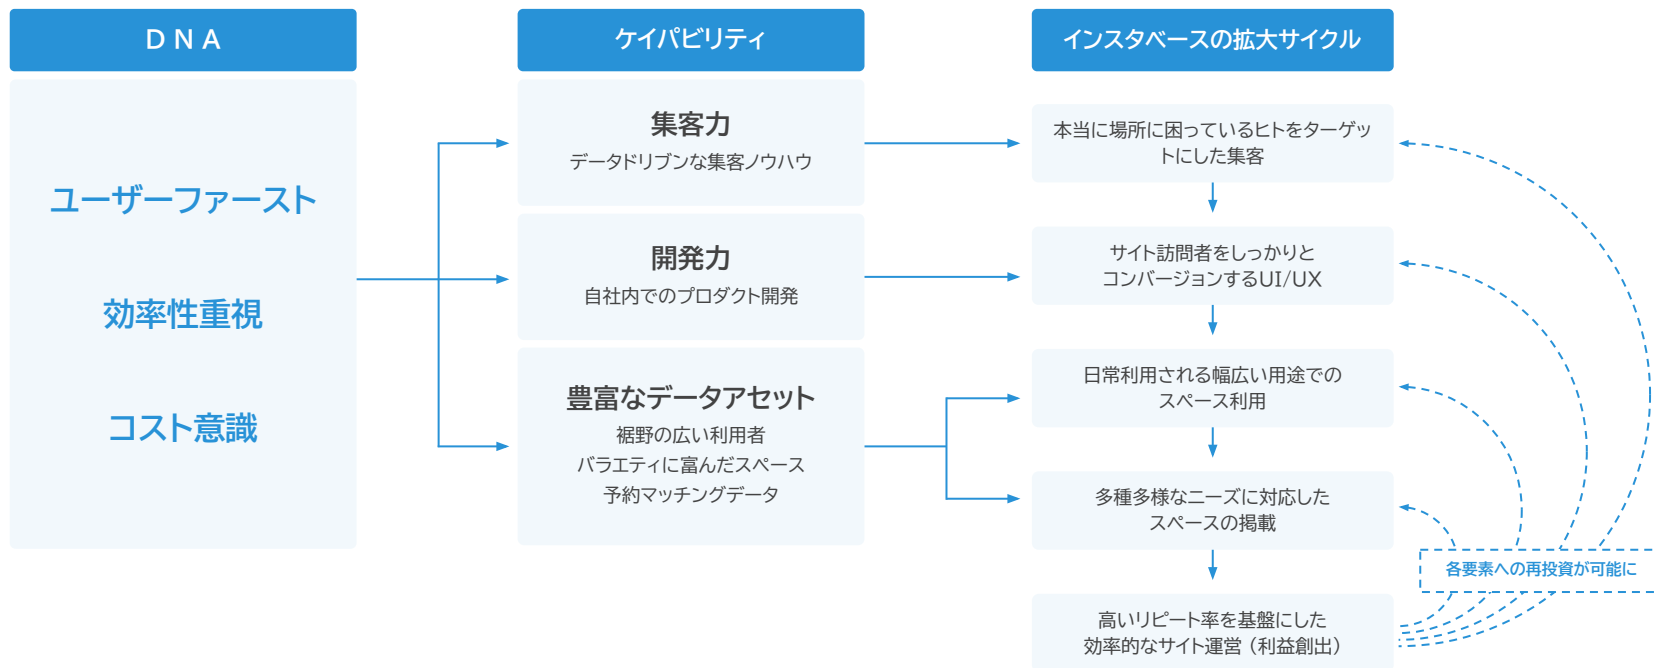 DNA
ユーザーファースト
効率性重視
コスト意識
ケイパビリティ
集客力
データドリブンな集客ノウハウ
開発力
自社内でのプロダクト開発
豊富なデータアセット
裾野の広い利用者
バラエティに富んだスペース
予約マッチングデータ
インスタベースの拡大サイクル
本当に場所に困っているヒトをターゲッ
トにした集客
サイト訪問者をしっかりと
コンバージョンするUI/UX
日常利用される幅広い用途での
スペース利用
多種多様なニーズに対応した
スペースの掲載
高いリピート率を基盤にした
効率的なサイト運営（利益創出）
各要素への再投資が可能に